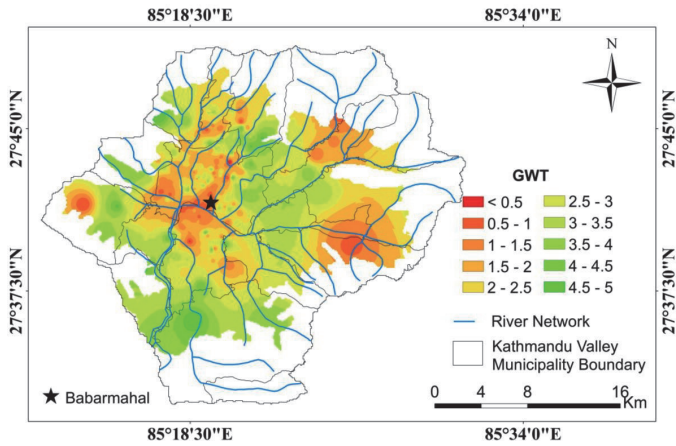 85°18'30"E 85°34'0"E
N
27°45'0"N 27°45'0"N
GWT
< 0.5 2.5 - 3
0.5 - 1 3 - 3.5
1 - 1.5 3.5 - 4
1.5 - 2 4 - 4.5
2 - 2.5 4.5 - 5
27°37'30"N 27°37'30"N
River Network
Kathmandu Valley
Municipality Boundary
Babarmahal
0 4 8 16
Km
85°18'30"E 85°34'0"E